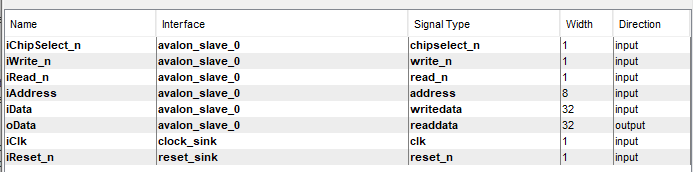 Name Interface Signal Type Width Direction
iChipSelect_n avalon_slave_0 chipselect_n 1 input
iWrite_n avalon_slave_0 write_n 1 input
iRead_n avalon_slave_0 read_n 1 input
iAddress avalon_slave_0 address 8 input
iData avalon_slave_0 writedata 32 input
oData avalon_slave_0 readdata 32 output
iClk clock_sink clk 1 input
iReset_n reset_sink reset_n 1 input